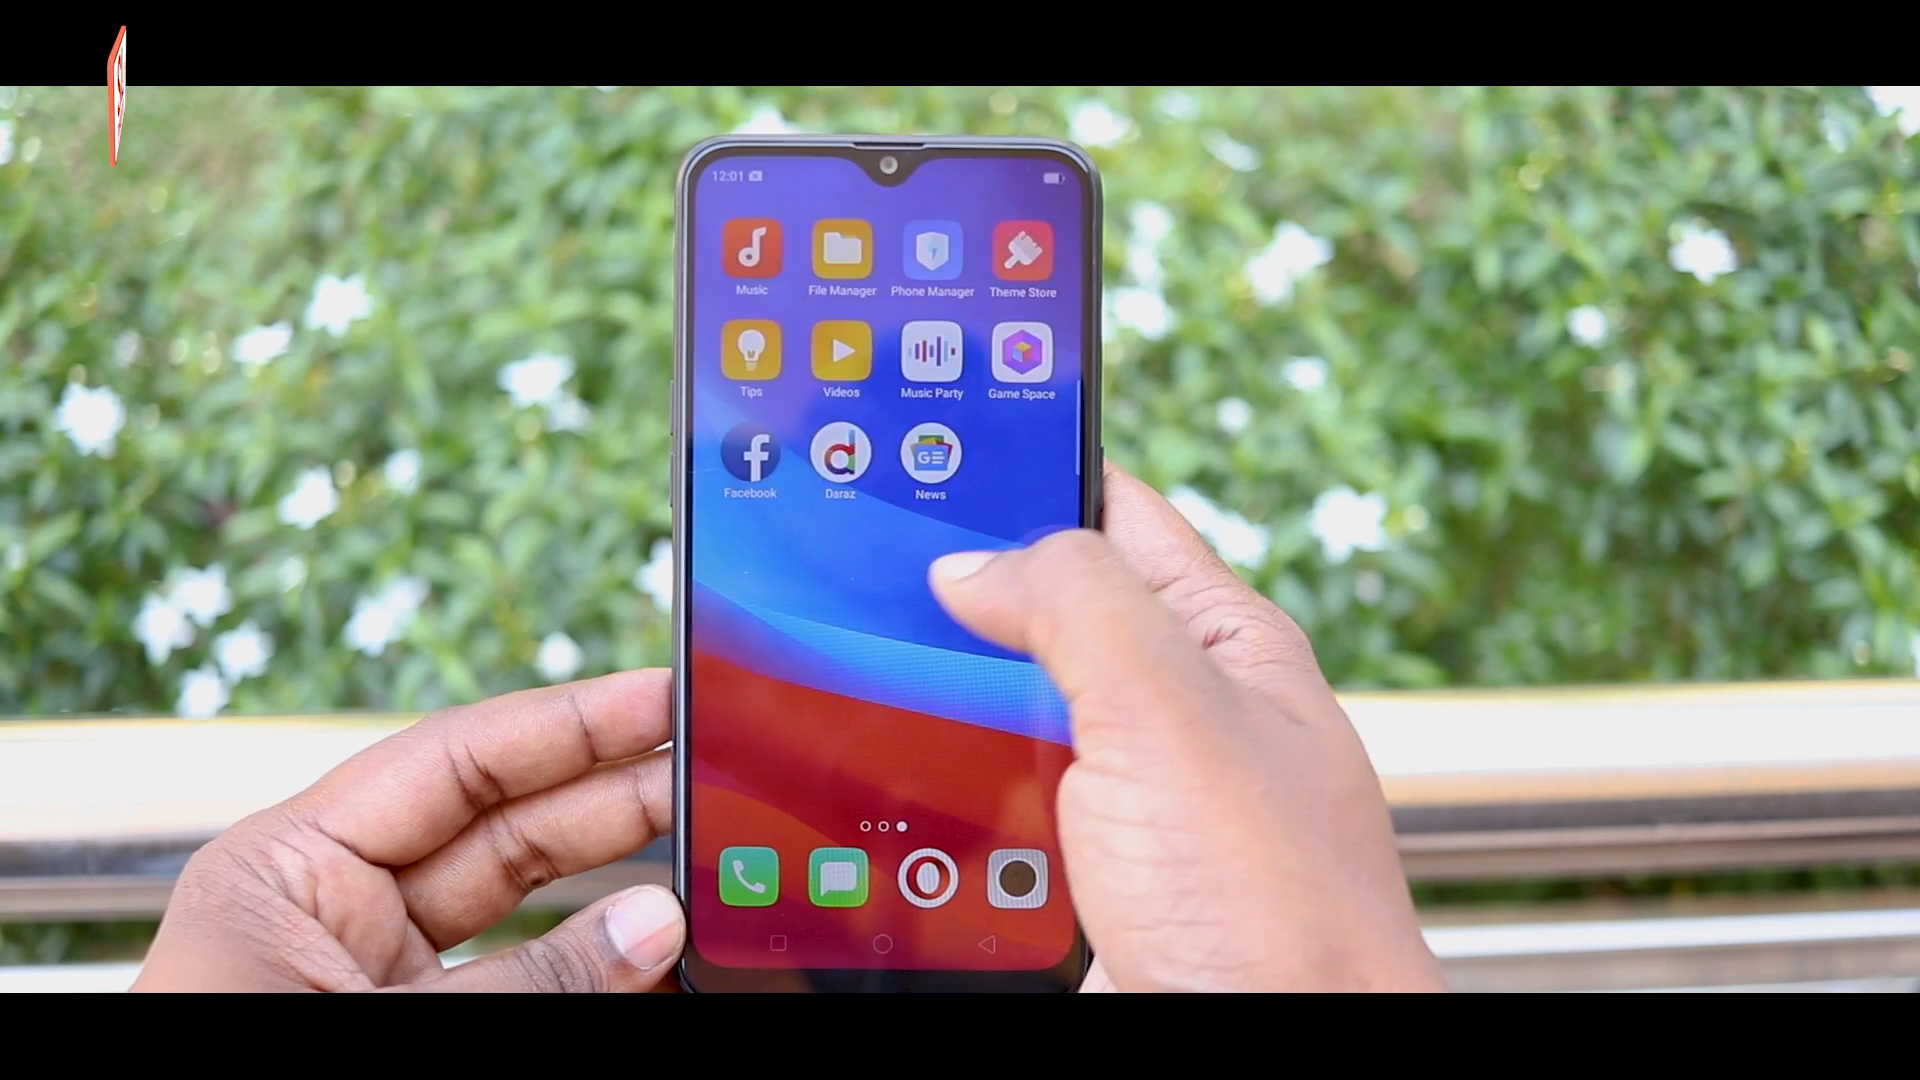 12:01
Music File Manager Phone Manager Theme Store
Tips Videos Music Party Game Space
Facebook Daraz News